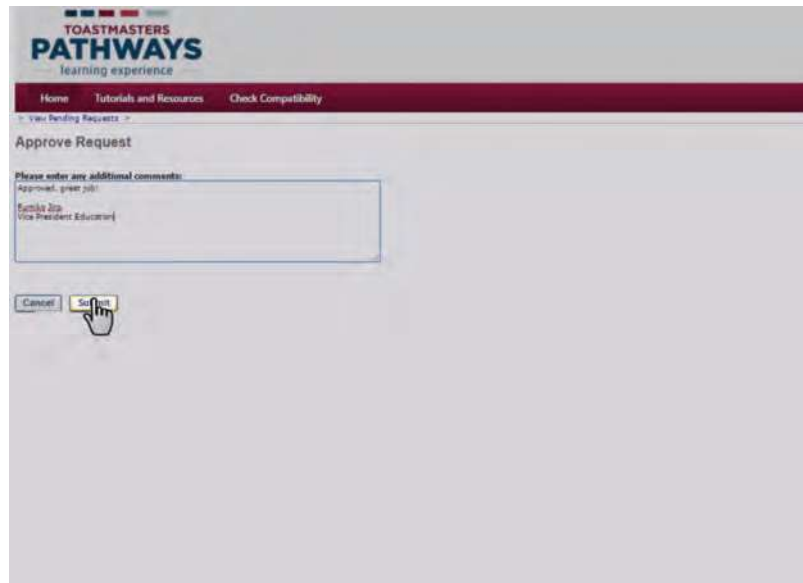 TOASTMASTERS
PATHWAYS
learning experience
Home Tutorials and Resources Check Compatibility
> View Pending Requests >
Approve Request
Please enter any additional comments:
Approved, great job!
Vice President Education
Cancel Submit